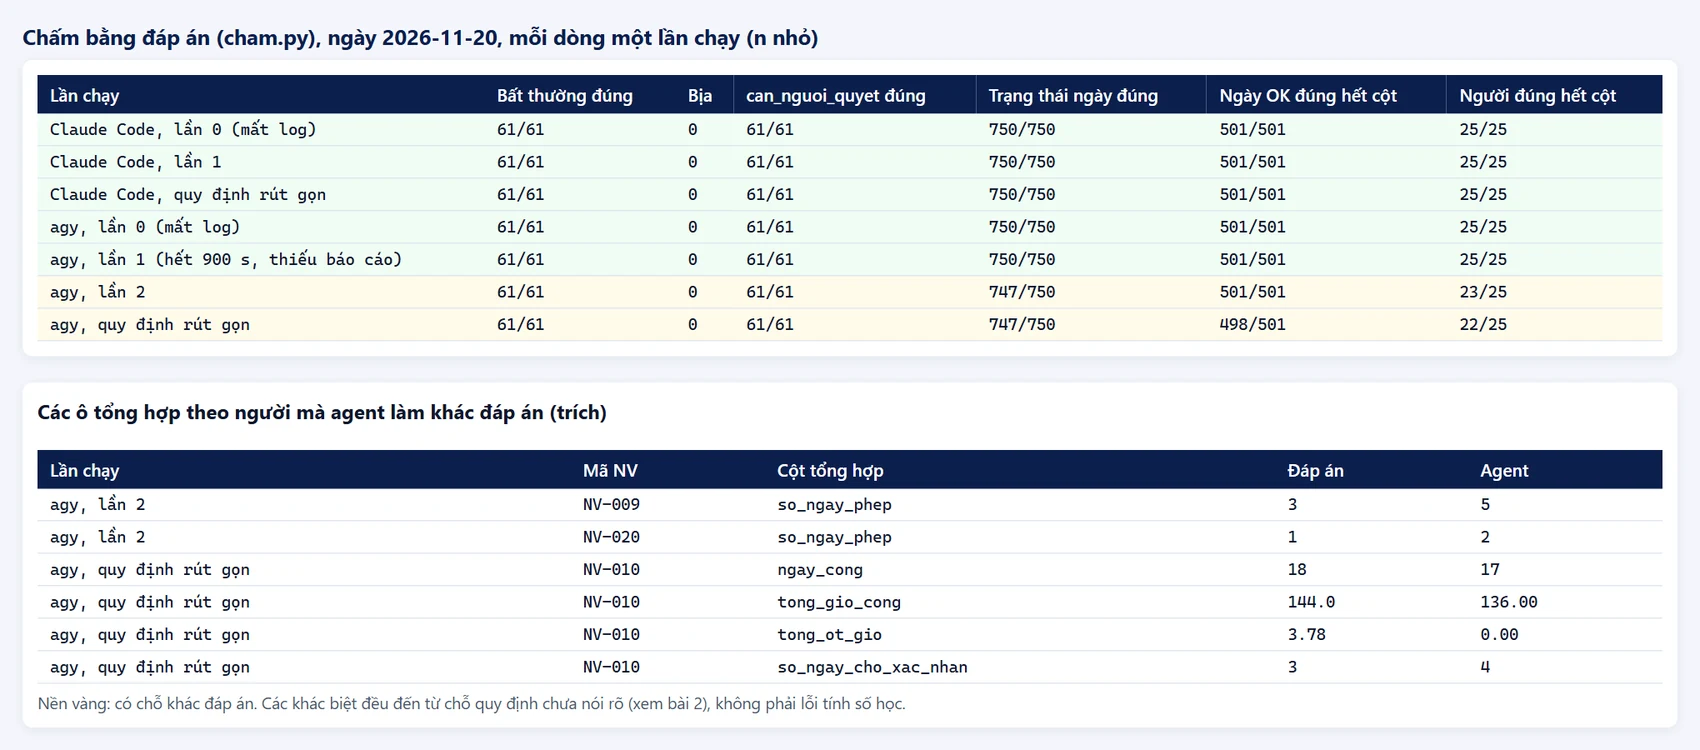 Chấm bằng đáp án (cham.py), ngày 2026-11-20, mỗi dòng một lần chạy (n nhỏ)
Lần chạy Bất thường đúng Bịa can_nguoi_quyet đúng Trạng thái ngày đúng Ngày OK đúng hết cột Người đúng hết cột
Claude Code, lần 0 (mất log) 61/61 0 61/61 750/750 501/501 25/25
Claude Code, lần 1 61/61 0 61/61 750/750 501/501 25/25
Claude Code, quy định rút gọn 61/61 0 61/61 750/750 501/501 25/25
agy, lần 0 (mất log) 61/61 0 61/61 750/750 501/501 25/25
agy, lần 1 (hết 900 s, thiếu báo cáo) 61/61 0 61/61 750/750 501/501 25/25
agy, lần 2 61/61 0 61/61 747/750 501/501 23/25
agy, quy định rút gọn 61/61 0 61/61 747/750 498/501 22/25
Các ô tổng hợp theo người mà agent làm khác đáp án (trích)
Lần chạy Mã NV Cột tổng hợp Đáp án Agent
agy, lần 2 NV-009 so_ngay_phep 3 5
agy, lần 2 NV-020 so_ngay_phep 1 2
agy, quy định rút gọn NV-010 ngay_cong 18 17
agy, quy định rút gọn NV-010 tong_gio_cong 144.0 136.00
agy, quy định rút gọn NV-010 tong_ot_gio 3.78 0.00
agy, quy định rút gọn NV-010 so_ngay_cho_xac_nhan 3 4
Nền vàng: có chỗ khác đáp án. Các khác biệt đều đến từ chỗ quy định chưa nói rõ (xem bài 2), không phải lỗi tính số học.